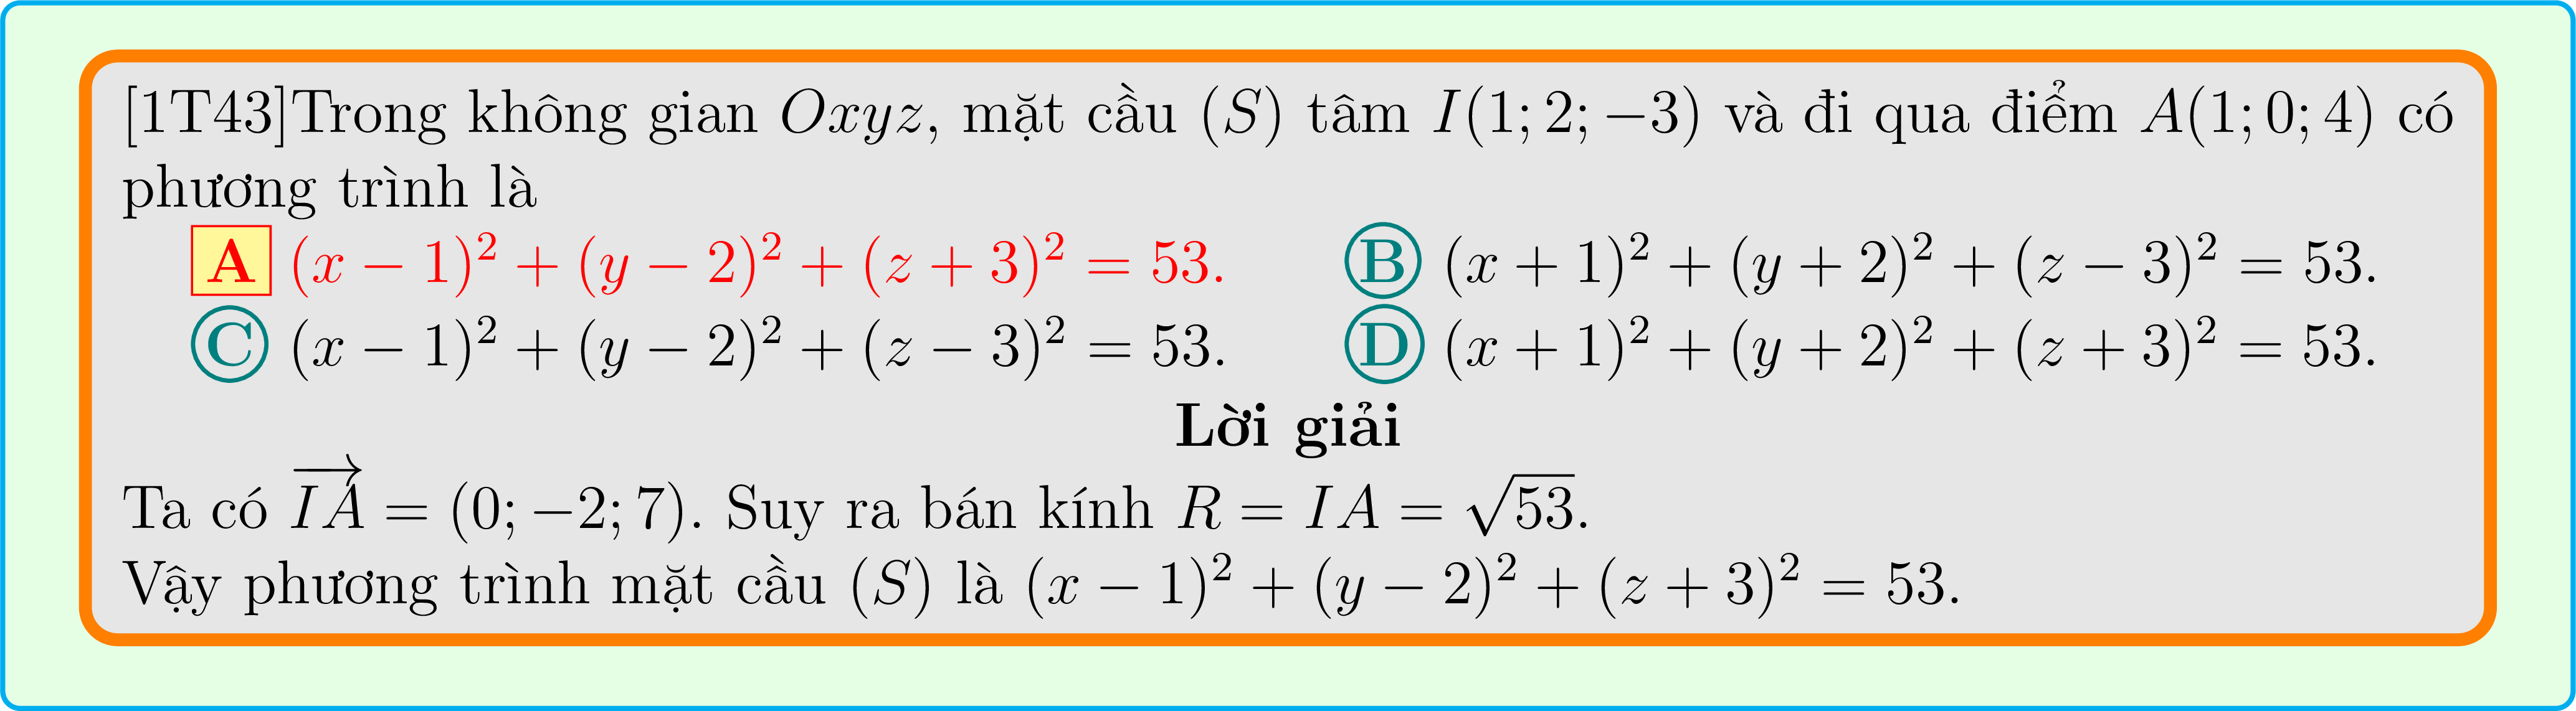 [1T43]Trong không gian Oxyz, mặt cầu (S) tâm I(1; 2; −3) và đi qua điểm A(1; 0; 4) có
phương trình là
A (x − 1)² + (y − 2)² + (z + 3)² = 53. B (x + 1)² + (y + 2)² + (z − 3)² = 53.
C (x − 1)² + (y − 2)² + (z − 3)² = 53. D (x + 1)² + (y + 2)² + (z + 3)² = 53.
Lời giải
Ta có $\overrightarrow{IA}$ = (0; −2; 7). Suy ra bán kính R = IA = √53.
Vậy phương trình mặt cầu (S) là (x − 1)² + (y − 2)² + (z + 3)² = 53.